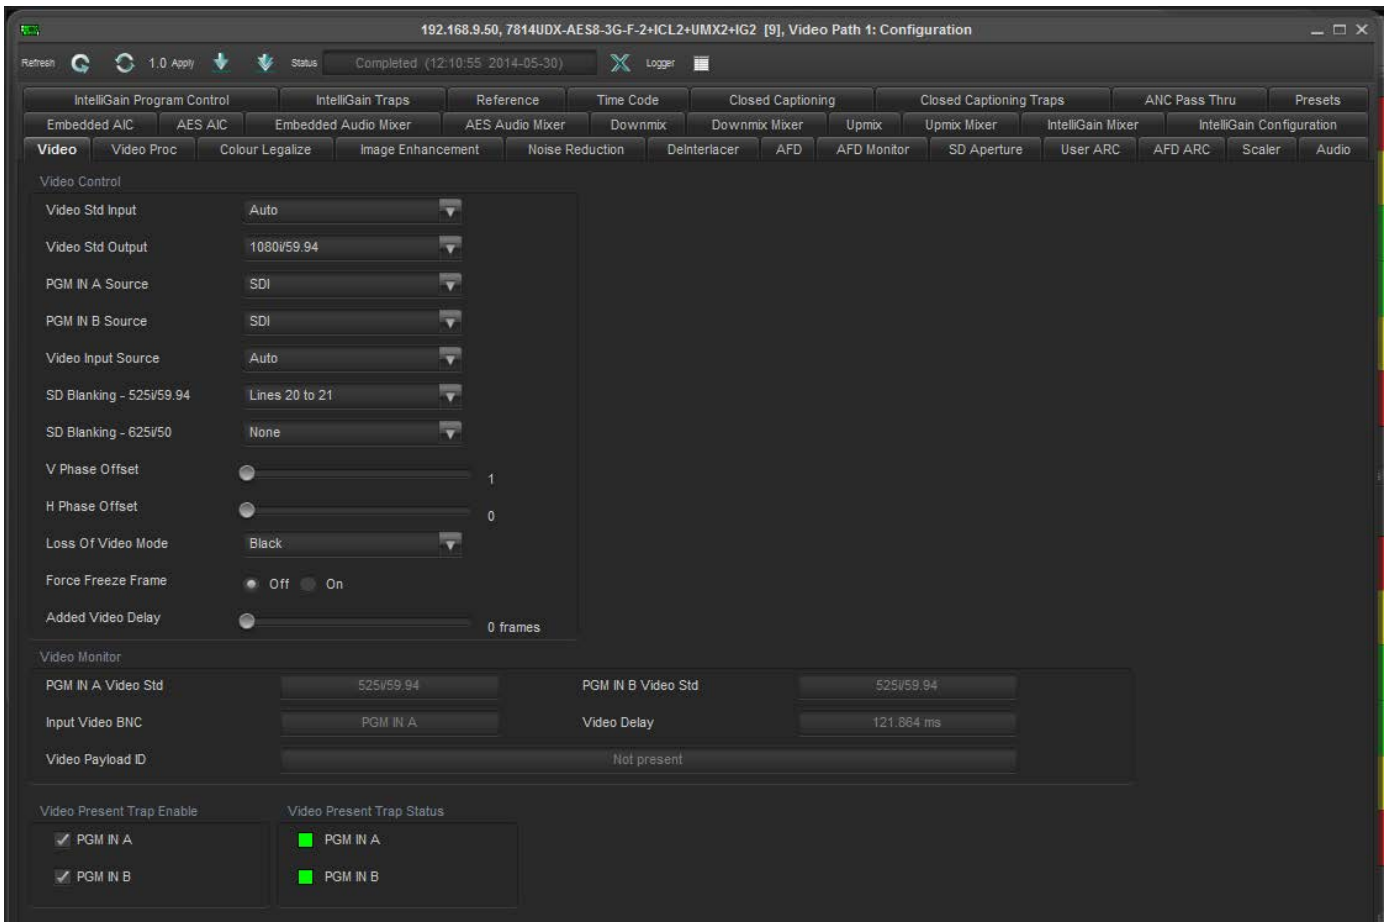 192.168.9.50, 7814UDX-AES8-3G-F-2+ICL2+UMX2+IG2 [9], Video Path 1: Configuration
Refresh 1.0 Apply Status Completed (12:10:55 2014-05-30) Logger
IntelliGain Program Control IntelliGain Traps Reference Time Code Closed Captioning Closed Captioning Traps ANC Pass Thru Presets
Embedded AIC AES AIC Embedded Audio Mixer AES Audio Mixer Downmix Downmix Mixer Upmix Upmix Mixer IntelliGain Mixer IntelliGain Configuration
Video Video Proc Colour Legalize Image Enhancement Noise Reduction DeInterlacer AFD AFD Monitor SD Aperture User ARC AFD ARC Scaler Audio
Video Control
Video Std Input Auto
Video Std Output 1080i/59.94
PGM IN A Source SDI
PGM IN B Source SDI
Video Input Source Auto
SD Blanking - 525i/59.94 Lines 20 to 21
SD Blanking - 625i/50 None
V Phase Offset 1
H Phase Offset 0
Loss Of Video Mode Black
Force Freeze Frame Off On
Added Video Delay 0 frames
Video Monitor
PGM IN A Video Std 525i/59.94 PGM IN B Video Std 525i/59.94
Input Video BNC PGM IN A Video Delay 121.864 ms
Video Payload ID Not present
Video Present Trap Enable Video Present Trap Status
PGM IN A PGM IN A
PGM IN B PGM IN B